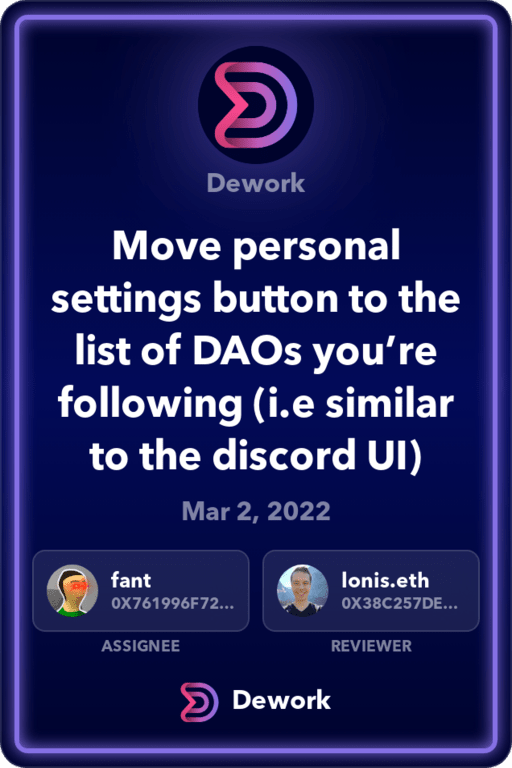 Dework
Move personal
settings button to the
list of DAOs you’re
following (i.e similar
to the discord UI)
Mar 2, 2022
fant
0X761996F72...
ASSIGNEE
lonis.eth
0X38C257DE...
REVIEWER
Dework